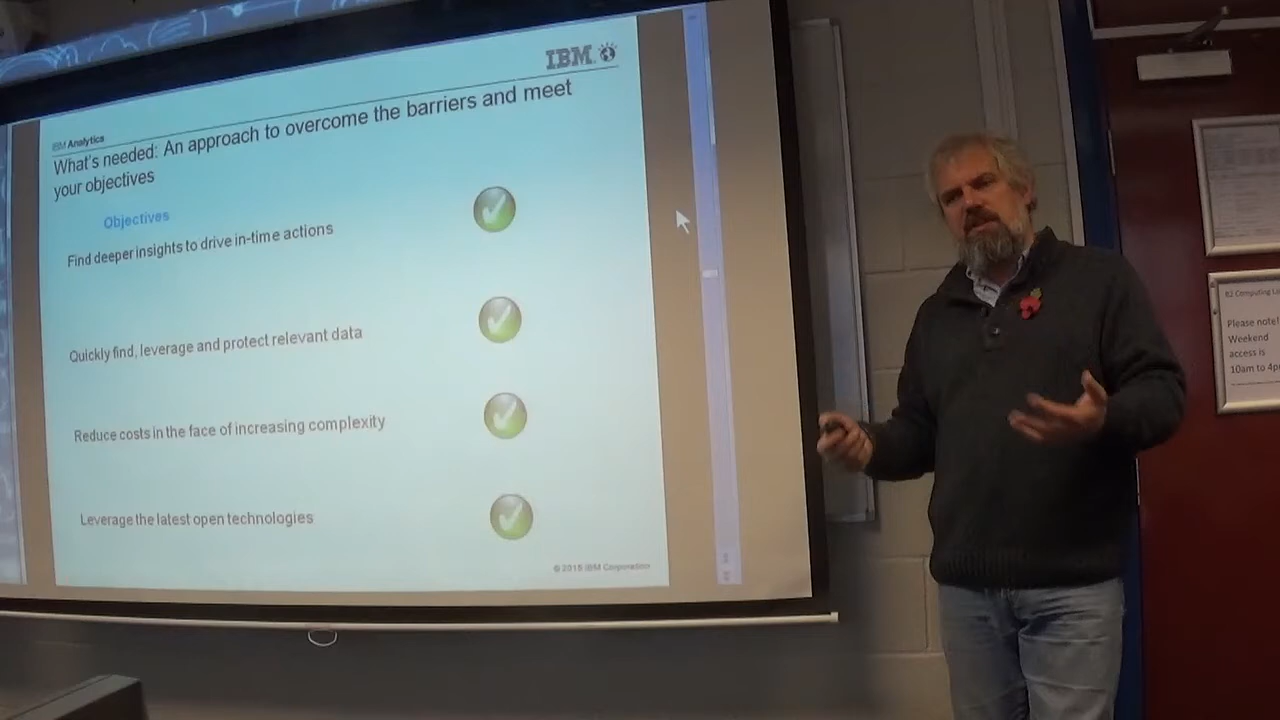 IBM
IBM Analytics
What's needed: An approach to overcome the barriers and meet
your objectives
Objectives
Find deeper insights to drive in-time actions
Quickly find, leverage and protect relevant data
Reduce costs in the face of increasing complexity
Leverage the latest open technologies
© 2015 IBM Corporation
Computing
Please note!
Weekend
access is
10am to